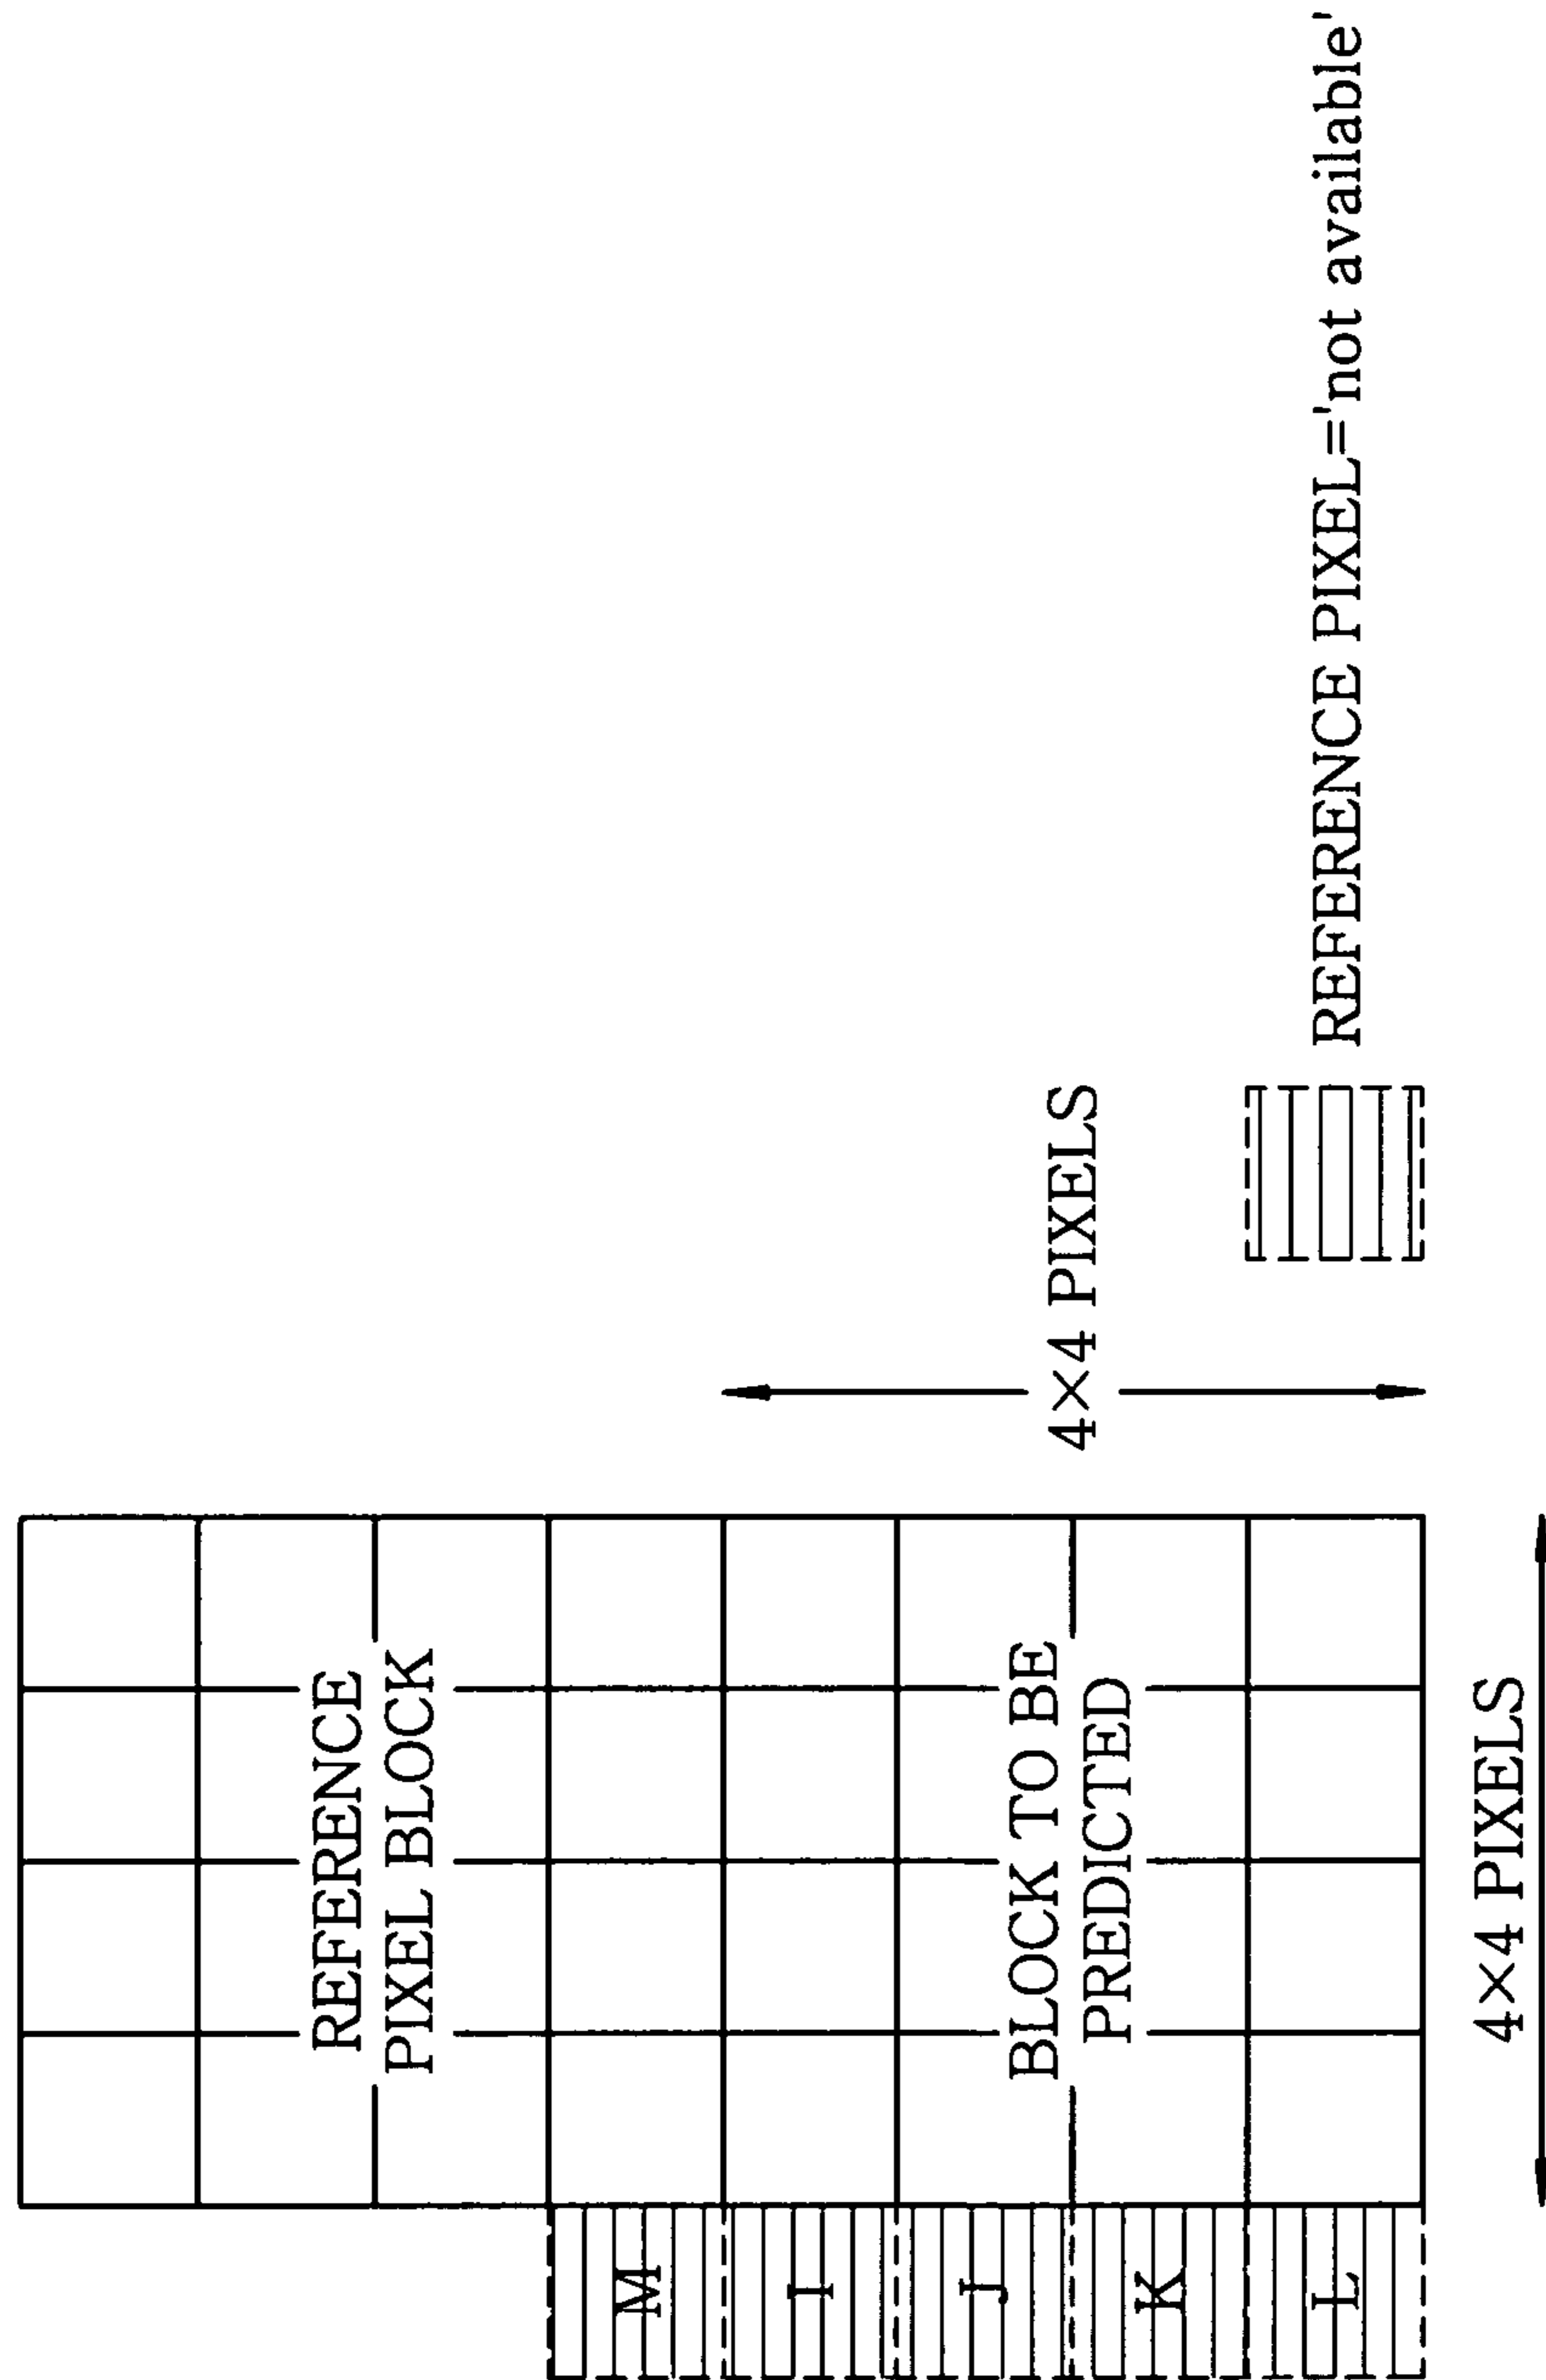 REFERENCE
PIXEL BLOCK
M
I
J
K
L
BLOCK TO BE
PREDICTED
4×4 PIXELS
4×4 PIXELS
REFERENCE PIXEL='not available'